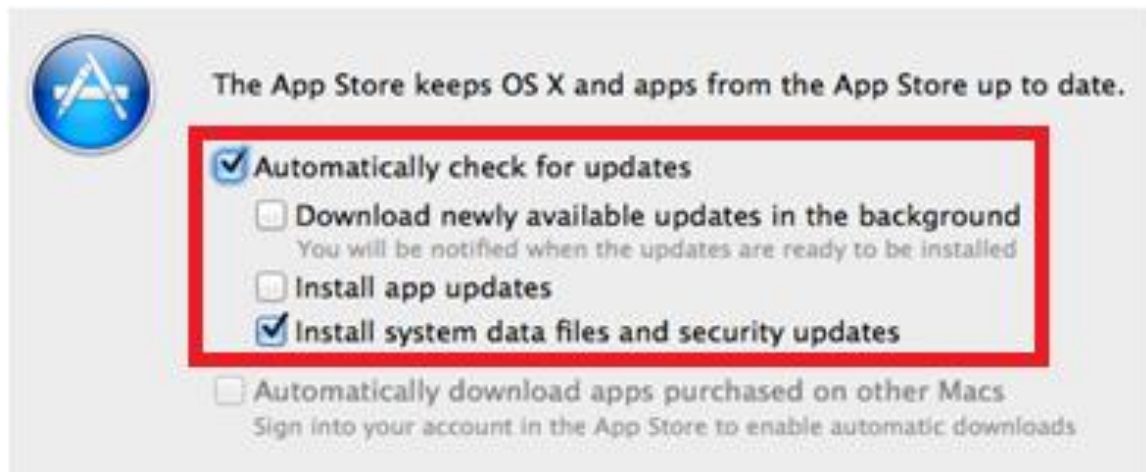 The App Store keeps OS X and apps from the App Store up to date.
Automatically check for updates
Download newly available updates in the background
You will be notified when the updates are ready to be installed
Install app updates
Install system data files and security updates
Automatically download apps purchased on other Macs
Sign into your account in the App Store to enable automatic downloads